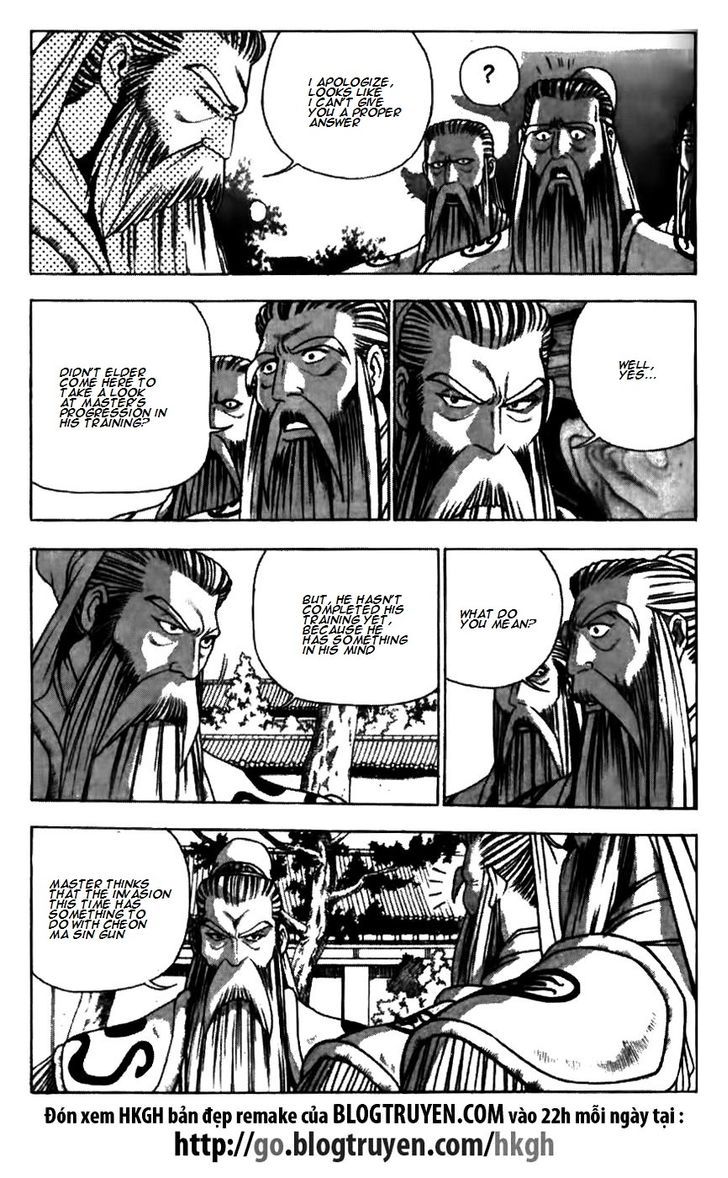 I APOLOGIZE,
LOOKS LIKE
I CAN'T GIVE
YOU A PROPER
ANSWER
?
DIDN'T ELDER
COME HERE TO
TAKE A LOOK
AT MASTER'S
PROGRESSION IN
HIS TRAINING?
WELL,
YES...
BUT, HE HASN'T
COMPLETED HIS
TRAINING YET,
BECAUSE HE
HAS SOMETHING
IN HIS MIND
WHAT DO
YOU MEAN?
MASTER THINKS
THAT THE INVASION
THIS TIME HAS
SOMETHING TO
DO WITH CHEON
MA SIN GUN
Đón xem HKGH bản đẹp remake của BLOGTRUYEN.COM vào 22h mỗi ngày tại :
http://go.blogtruyen.com/hkgh